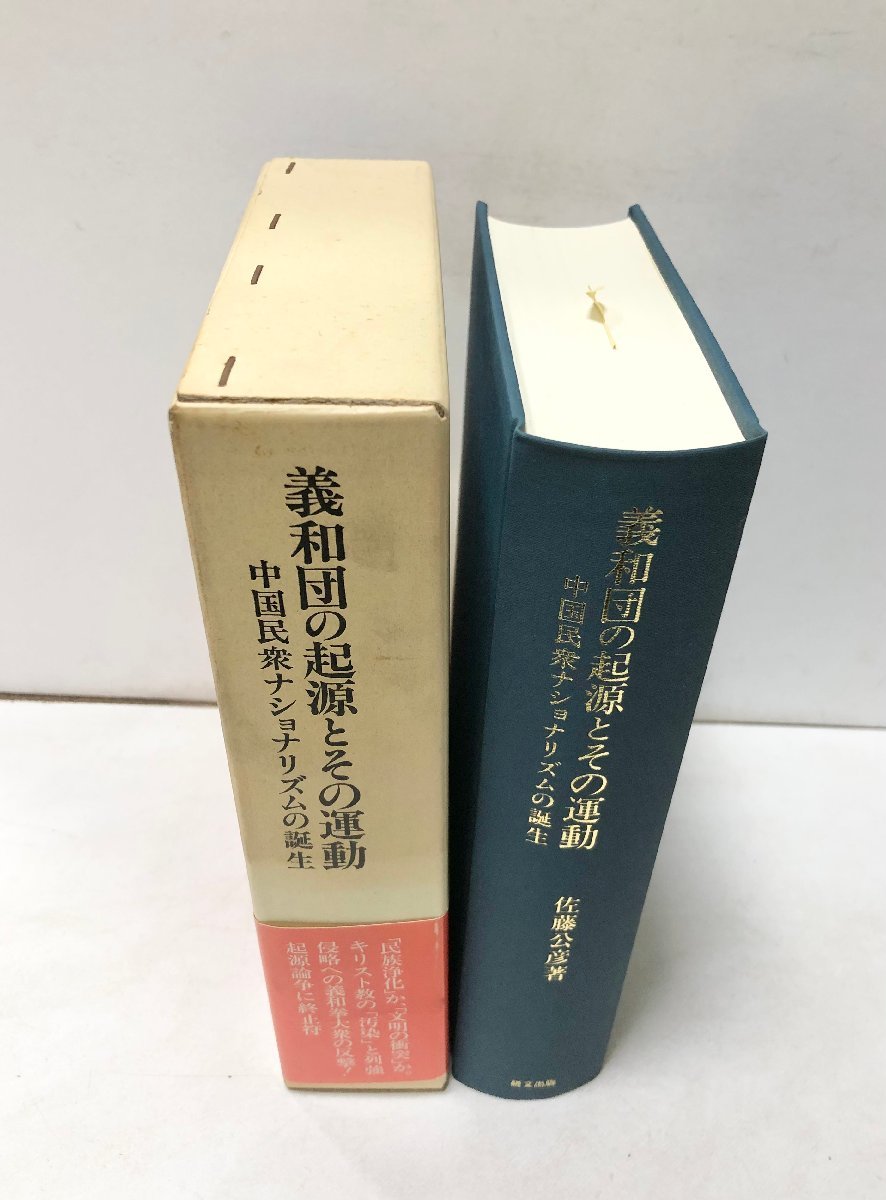 義和団の起源とその運動
中国民衆ナショナリズムの誕生
「民族浄化」か、「文明の衝突」か。
キリスト教の「汚染」と列強
侵略への義和拳大衆の反撃!
起源論争に終止符
義和団の起源とその運動
中国民衆ナショナリズムの誕生
佐藤公彦著
研文出版